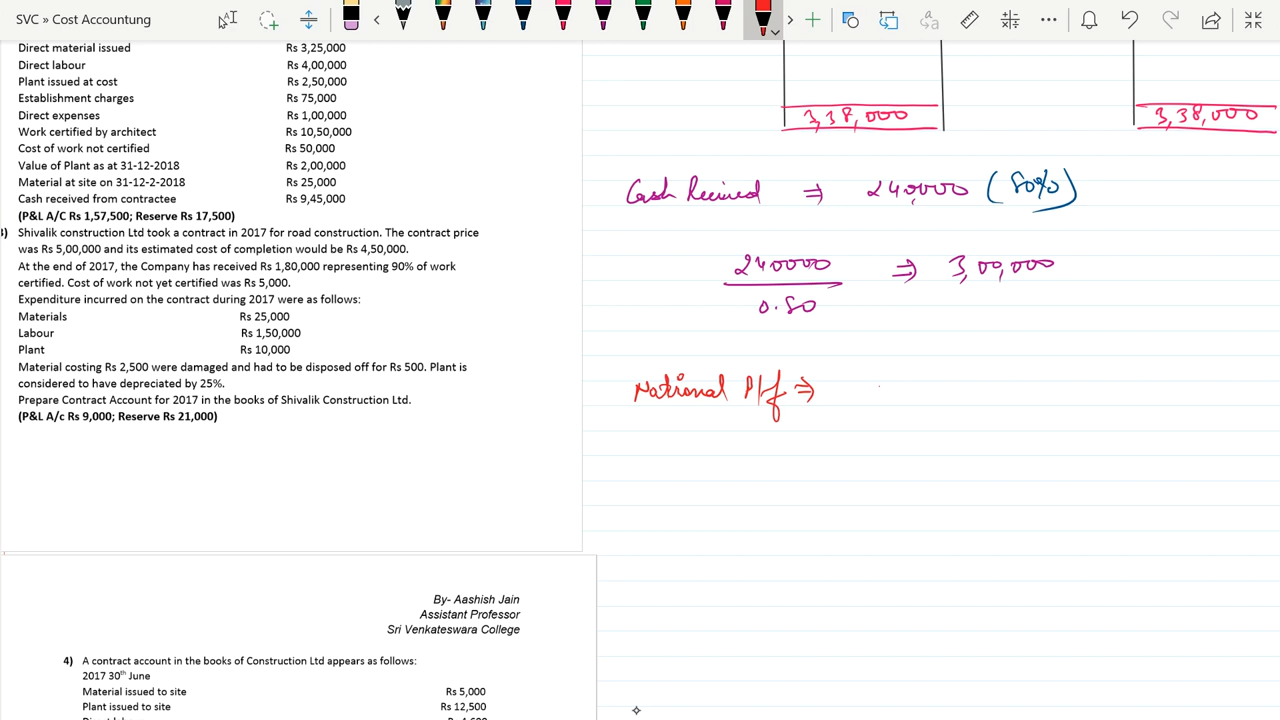 SVC » Cost Accountung
Direct material issued Rs 3,25,000
Direct labour Rs 4,00,000
Plant issued at cost Rs 2,50,000
Establishment charges Rs 75,000
Direct expenses Rs 1,00,000
Work certified by architect Rs 10,50,000
Cost of work not certified Rs 50,000
Value of Plant as at 31-12-2018 Rs 2,00,000
Material at site on 31-12-2-2018 Rs 25,000
Cash received from contractee Rs 9,45,000
(P&L A/C Rs 1,57,500; Reserve Rs 17,500)
3) Shivalik construction Ltd took a contract in 2017 for road construction. The contract price
was Rs 5,00,000 and its estimated cost of completion would be Rs 4,50,000.
At the end of 2017, the Company has received Rs 1,80,000 representing 90% of work
certified. Cost of work not yet certified was Rs 5,000.
Expenditure incurred on the contract during 2017 were as follows:
Materials Rs 25,000
Labour Rs 1,50,000
Plant Rs 10,000
Material costing Rs 2,500 were damaged and had to be disposed off for Rs 500. Plant is
considered to have depreciated by 25%.
Prepare Contract Account for 2017 in the books of Shivalik Construction Ltd.
(P&L A/c Rs 9,000; Reserve Rs 21,000)
By- Aashish Jain
Assistant Professor
Sri Venkateswara College
4) A contract account in the books of Construction Ltd appears as follows:
2017 30th June
Material issued to site Rs 5,000
Plant issued to site Rs 12,500
3,38,000 3,38,000
Cash Received ⇒ 240,000 (80%)
240000 ⇒ 3,00,000
0.80
National P/f ⇒